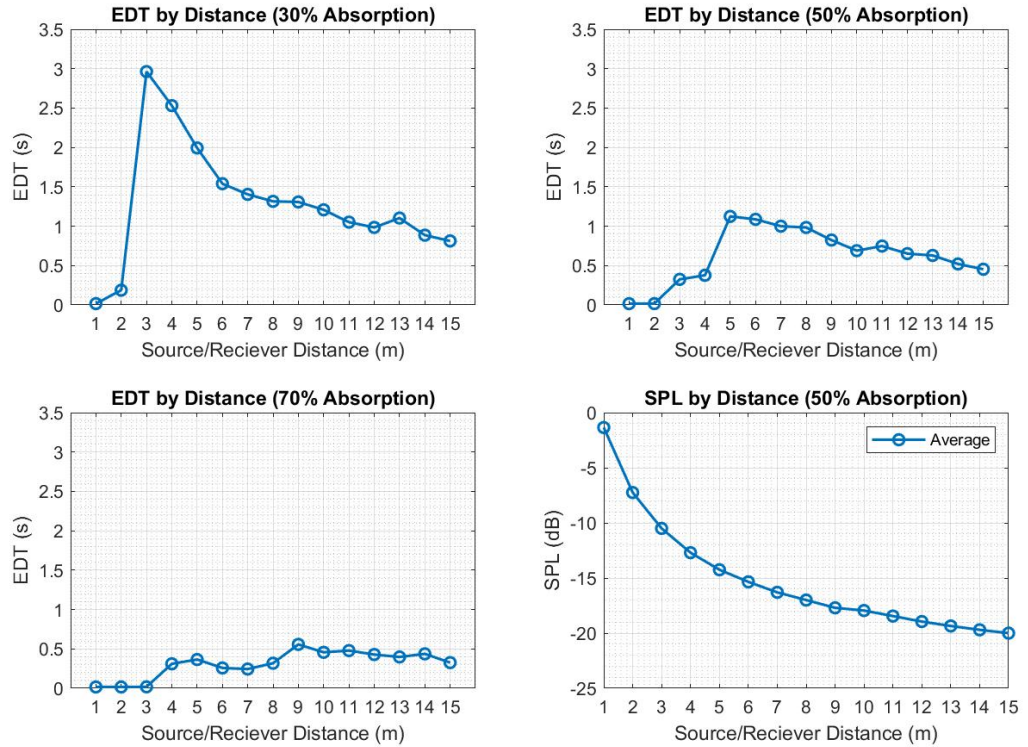 EDT by Distance (30% Absorption)
3.5
3
2.5
2
1.5
1
0.5
0
EDT (s)
1 2 3 4 5 6 7 8 9 10 11 12 13 14 15
Source/Reciever Distance (m)
EDT by Distance (50% Absorption)
3.5
3
2.5
2
1.5
1
0.5
0
EDT (s)
1 2 3 4 5 6 7 8 9 10 11 12 13 14 15
Source/Reciever Distance (m)
EDT by Distance (70% Absorption)
3.5
3
2.5
2
1.5
1
0.5
0
EDT (s)
1 2 3 4 5 6 7 8 9 10 11 12 13 14 15
Source/Reciever Distance (m)
SPL by Distance (50% Absorption)
0
-5
-10
-15
-20
-25
SPL (dB)
Average
1 2 3 4 5 6 7 8 9 10 11 12 13 14 15
Source/Reciever Distance (m)